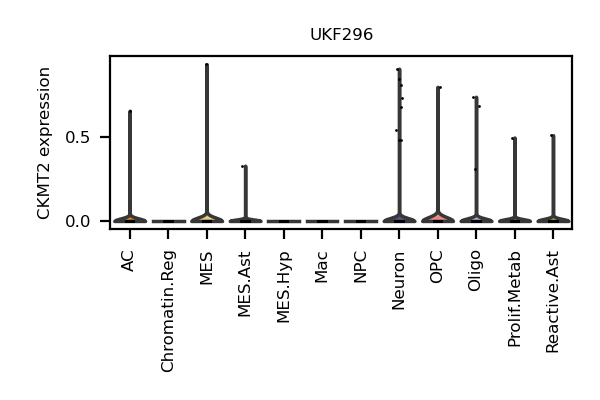 UKF296
CKMT2 expression
0.5
0.0
AC
Chromatin.Reg
MES
MES.Ast
MES.Hyp
Mac
NPC
Neuron
OPC
Oligo
Prolif.Metab
Reactive.Ast